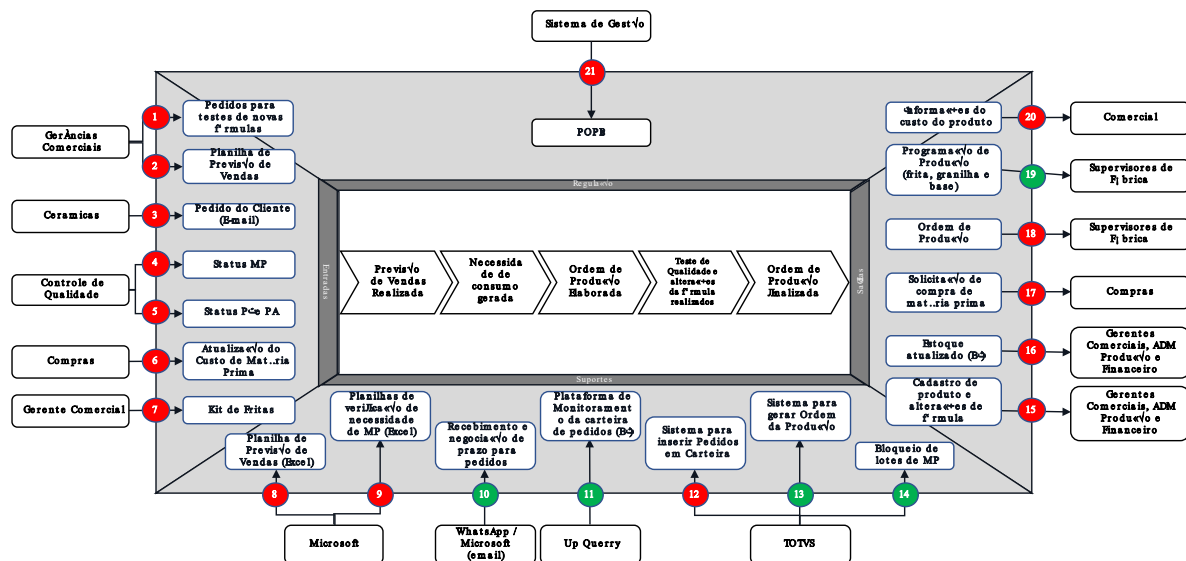 Sistema de Gest√o
21
POPB
1
Pedidos para
testes de novas
f°rmulas
GerÀncias
Comerciais
2
Planilha de
Previs√o de
Vendas
Ceramicas
3
Pedido do Cliente
(E-mail)
4
Status MP
Controle de
Qualidade
5
Status P
e PA
Compras
6
Atualiza«√o do
Custo de Mat..ria
Prima
Gerente Comercial
7
Kit de Fritas
Regula«√o
Entradas
Previs√o
de Vendas
Realizada
Necessida
de de
consumo
gerada
Ordem de
Produ«√o
Elaborada
Teste de
Qualidade e
altera«±es
da f°rmula
realizados
Ordem de
Produ«√o
Jinalizada
Suportes
do custo do produto
20
Comercial
Programa«√o de
Produ«√o
(frita, granilha e
base)
19
Supervisores de
F¡brica
Ordem de
Produ«√o
18
Supervisores de
F¡brica
Solicita«√o de
compra de
mat..ria prima
17
Compras
Estoque
atualizado
16
Gerentes
Comerciais, ADM
Produ«√o e
Financeiro
Cadastro de
produto e
altera«±es de
f°rmula
15
Gerentes
Comerciais, ADM
Produ«√o e
Financeiro
Planilha de
Previs√o de
Vendas (Excel)
Planilhas de
veriJica«√o de
necessidade
de MP (Excel)
Recebimento e
negocia«√o de
prazo para
pedidos
Plataforma de
Monitorament
o da carteira
de pedidos
Sistema para
inserir Pedidos
em Carteira
Sistema para
gerar Ordem
da Produ«√o
Bloqueio de
lotes de MP
8
9
10
11
12
13
14
Microsoft
WhatsApp /
Microsoft
(email)
Up Querry
TOTVS